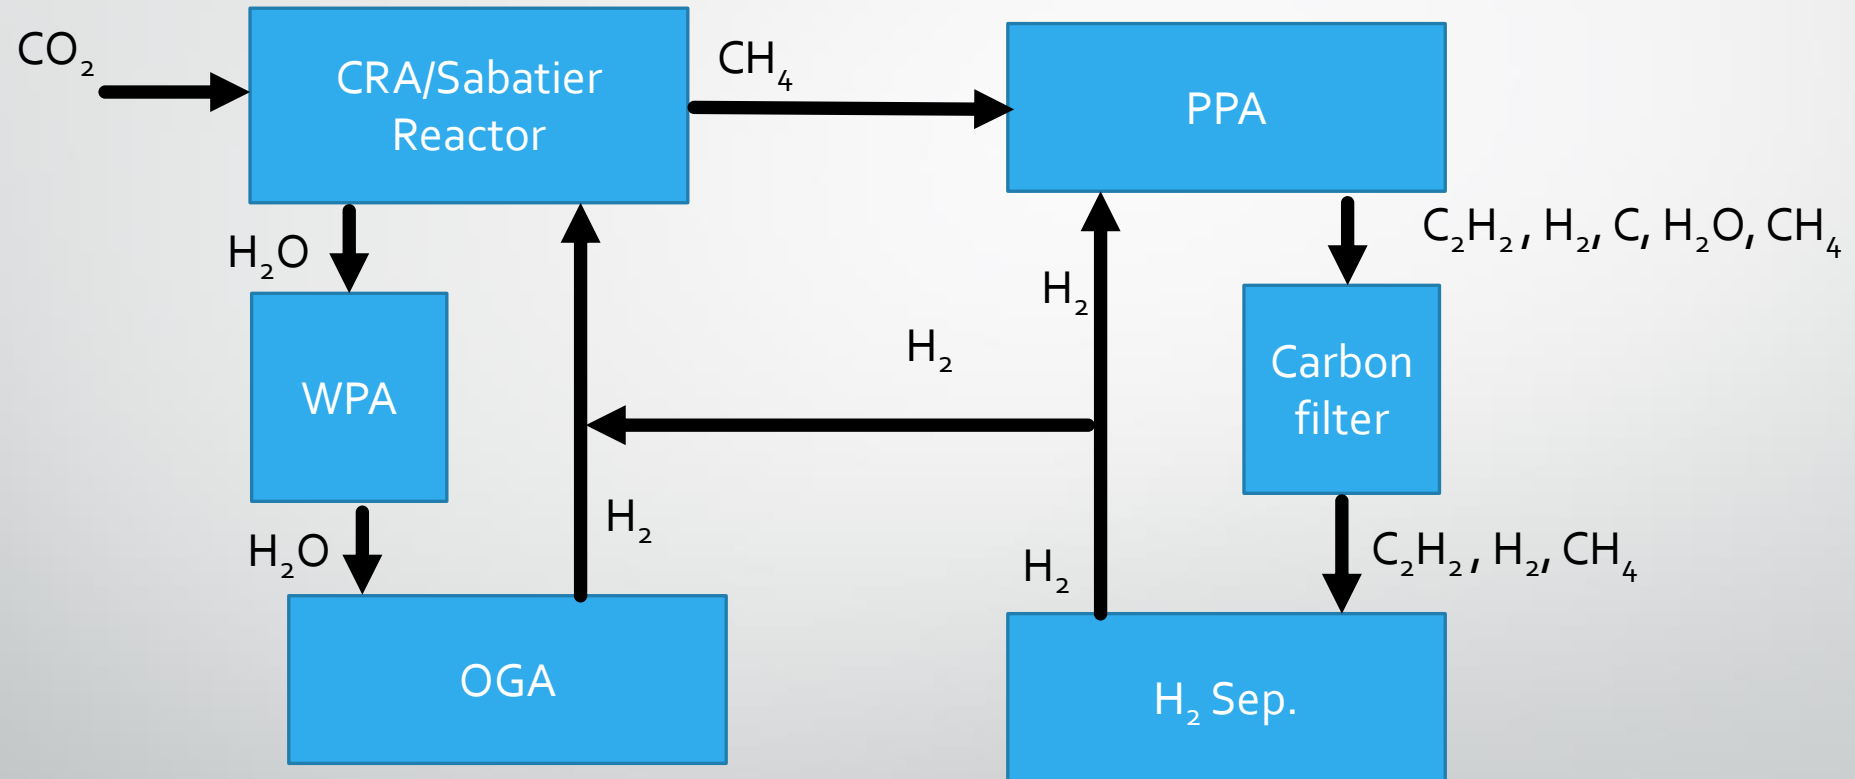 CO₂
CRA/Sabatier
Reactor
CH₄
PPA
H₂O
C₂H₂, H₂, C, H₂O, CH₄
H₂
H₂
WPA
Carbon
filter
H₂
H₂O
H₂
C₂H₂, H₂, CH₄
OGA
H₂ Sep.